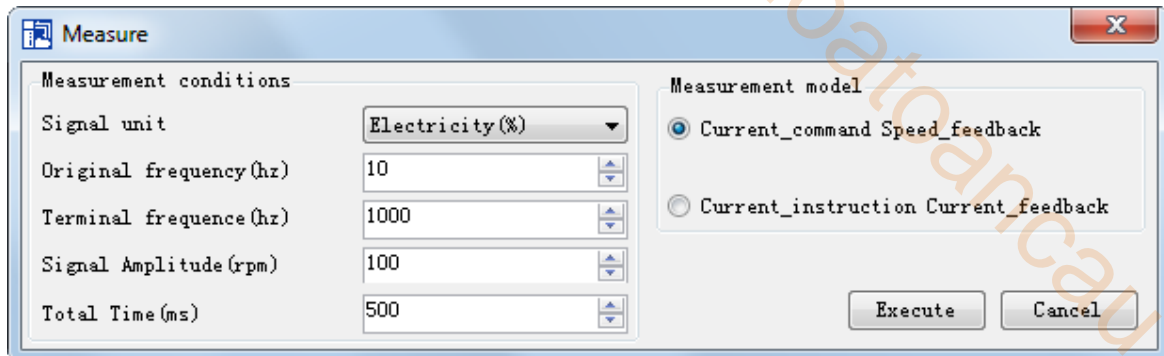 Measure
Measurement conditions
Signal unit
Electricity(%)
Original frequency(hz)
10
Terminal frequence(hz)
1000
Signal Amplitude(rpm)
100
Total Time(ms)
500
Measurement model
Current_command Speed_feedback
Current_instruction Current_feedback
Execute
Cancel
oatoancau